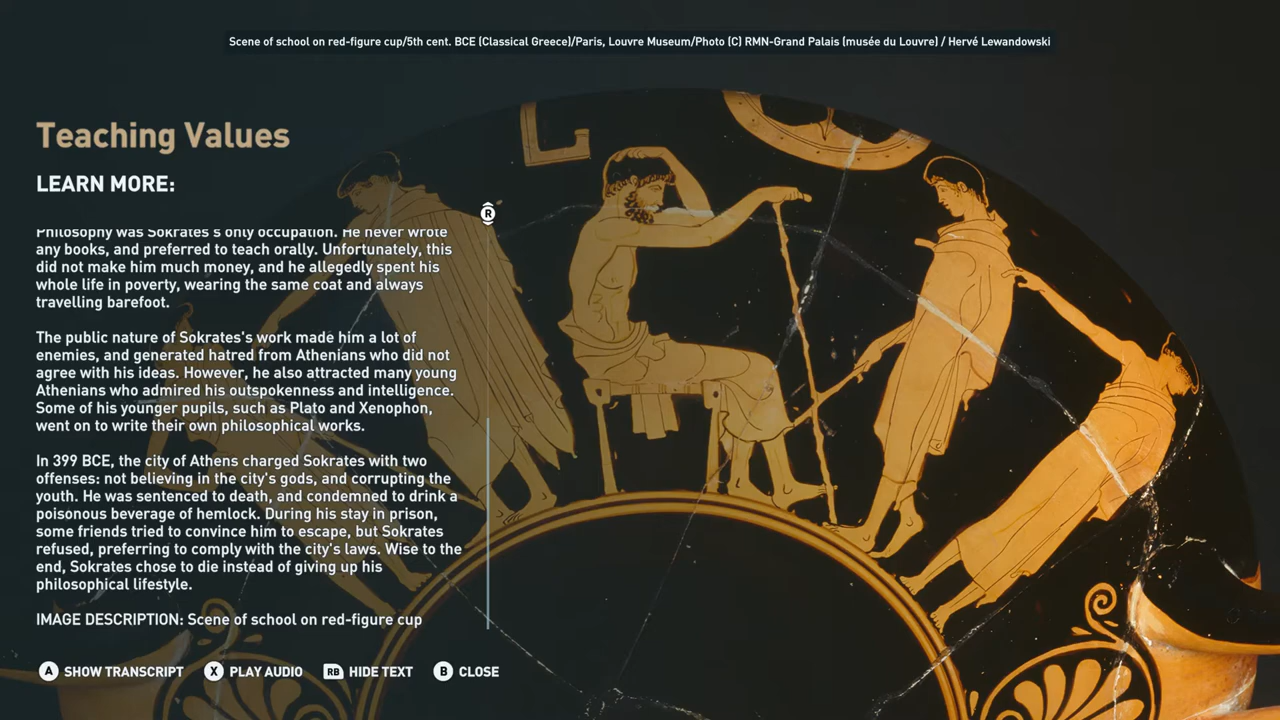 Scene of school on red-figure cup/5th cent. BCE (Classical Greece)/Paris, Louvre Museum/Photo (C) RMN-Grand Palais (musée du Louvre) / Hervé Lewandowski
Teaching Values
LEARN MORE:
Philosophy was Sokrates's only occupation. He never wrote
any books, and preferred to teach orally. Unfortunately, this
did not make him much money, and he allegedly spent his
whole life in poverty, wearing the same coat and always
travelling barefoot.
The public nature of Sokrates's work made him a lot of
enemies, and generated hatred from Athenians who did not
agree with his ideas. However, he also attracted many young
Athenians who admired his outspokenness and intelligence.
Some of his younger pupils, such as Plato and Xenophon,
went on to write their own philosophical works.
In 399 BCE, the city of Athens charged Sokrates with two
offenses: not believing in the city's gods, and corrupting the
youth. He was sentenced to death, and condemned to drink a
poisonous beverage of hemlock. During his stay in prison,
some friends tried to convince him to escape, but Sokrates
refused, preferring to comply with the city's laws. Wise to the
end, Sokrates chose to die instead of giving up his
philosophical lifestyle.
IMAGE DESCRIPTION: Scene of school on red-figure cup
R
A SHOW TRANSCRIPT X PLAY AUDIO RB HIDE TEXT B CLOSE